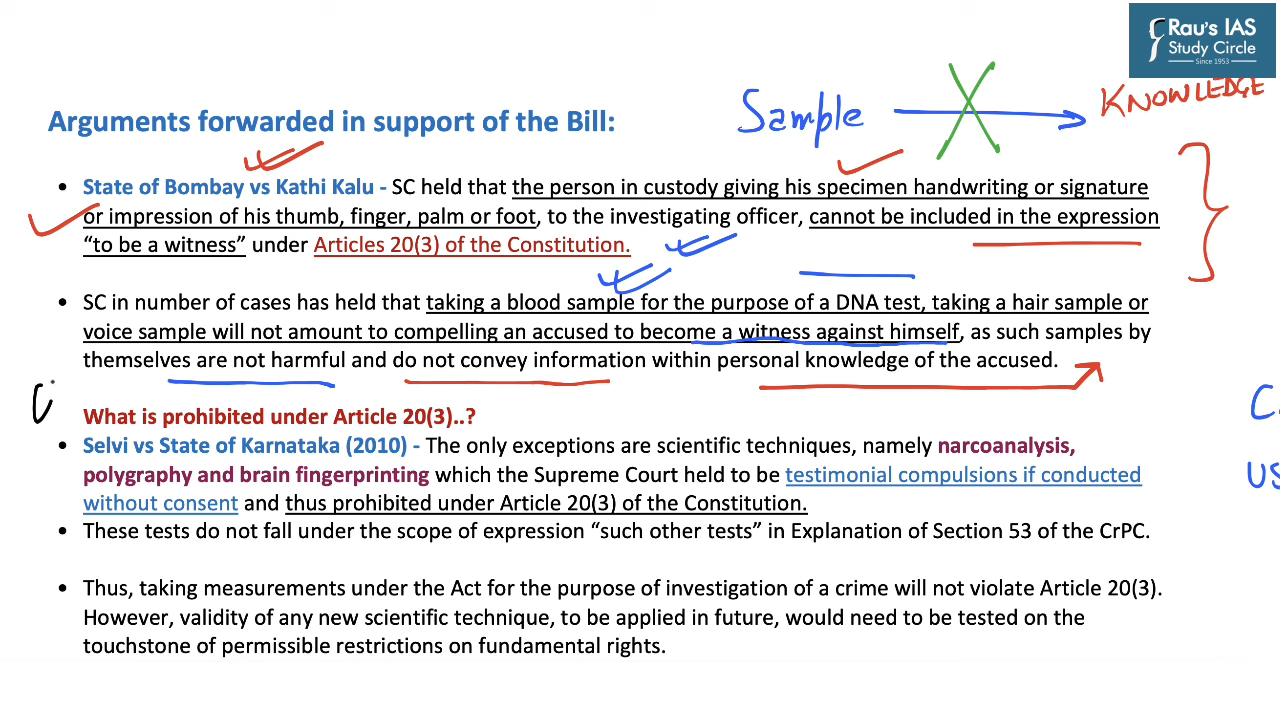 Rau's IAS
Study Circle
Since 1953
Sample
KNOWLEDGE
Arguments forwarded in support of the Bill:
• State of Bombay vs Kathi Kalu - SC held that the person in custody giving his specimen handwriting or signature
or impression of his thumb, finger, palm or foot, to the investigating officer, cannot be included in the expression
“to be a witness” under Articles 20(3) of the Constitution.
• SC in number of cases has held that taking a blood sample for the purpose of a DNA test, taking a hair sample or
voice sample will not amount to compelling an accused to become a witness against himself, as such samples by
themselves are not harmful and do not convey information within personal knowledge of the accused.
What is prohibited under Article 20(3)..?
• Selvi vs State of Karnataka (2010) - The only exceptions are scientific techniques, namely narcoanalysis,
polygraphy and brain fingerprinting which the Supreme Court held to be testimonial compulsions if conducted
without consent and thus prohibited under Article 20(3) of the Constitution.
• These tests do not fall under the scope of expression “such other tests” in Explanation of Section 53 of the CrPC.
• Thus, taking measurements under the Act for the purpose of investigation of a crime will not violate Article 20(3).
However, validity of any new scientific technique, to be applied in future, would need to be tested on the
touchstone of permissible restrictions on fundamental rights.